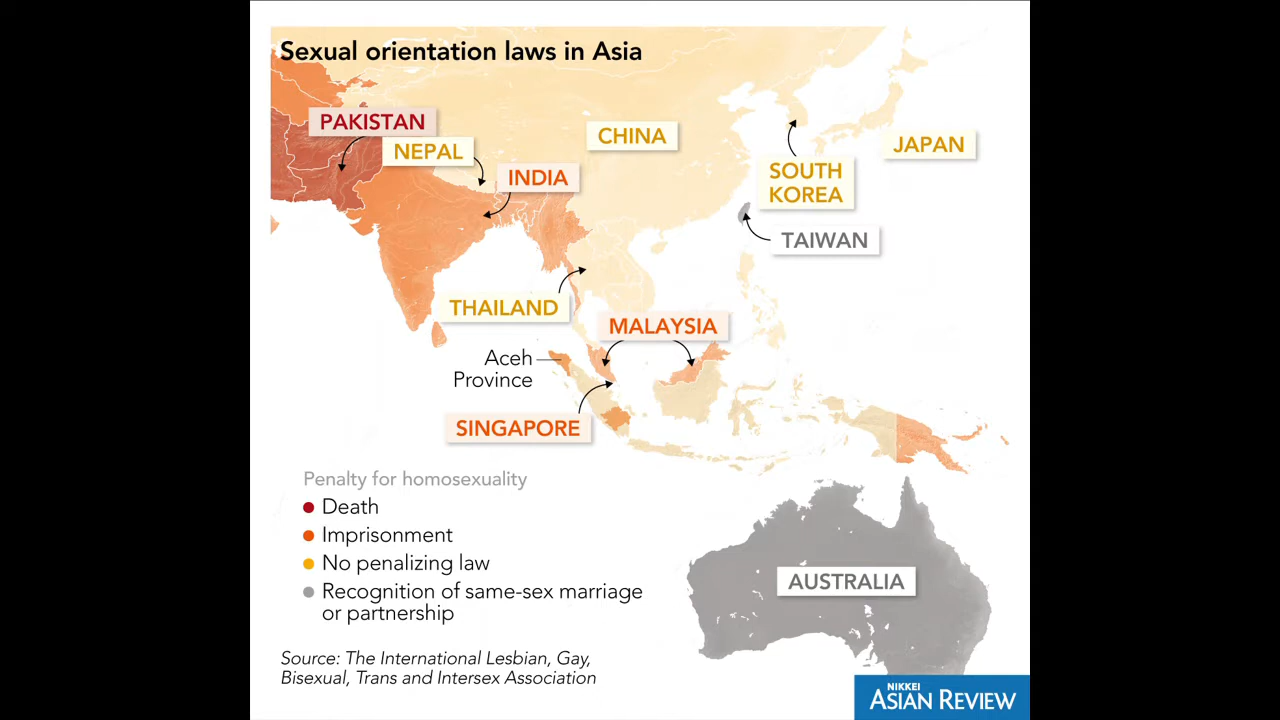 Sexual orientation laws in Asia
PAKISTAN
NEPAL
INDIA
CHINA
JAPAN
SOUTH
KOREA
TAIWAN
THAILAND
MALAYSIA
Aceh
Province
SINGAPORE
Penalty for homosexuality
Death
Imprisonment
No penalizing law
Recognition of same-sex marriage
or partnership
AUSTRALIA
Source: The International Lesbian, Gay,
Bisexual, Trans and Intersex Association
NIKKEI
ASIAN REVIEW